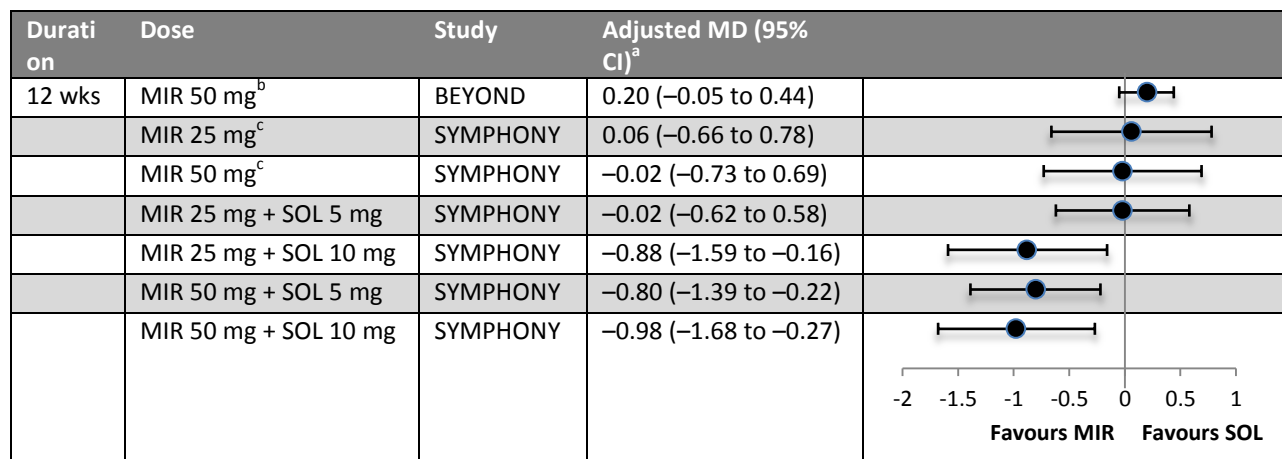 Durati on Dose Study Adjusted MD (95% CI)a
12 wks MIR 50 mgb BEYOND 0.20 (–0.05 to 0.44)
MIR 25 mgc SYMPHONY 0.06 (–0.66 to 0.78)
MIR 50 mgc SYMPHONY –0.02 (–0.73 to 0.69)
MIR 25 mg + SOL 5 mg SYMPHONY –0.02 (–0.62 to 0.58)
MIR 25 mg + SOL 10 mg SYMPHONY –0.88 (–1.59 to –0.16)
MIR 50 mg + SOL 5 mg SYMPHONY –0.80 (–1.39 to –0.22)
MIR 50 mg + SOL 10 mg SYMPHONY –0.98 (–1.68 to –0.27)
-2 -1.5 -1 -0.5 0 0.5 1
Favours MIR Favours SOL